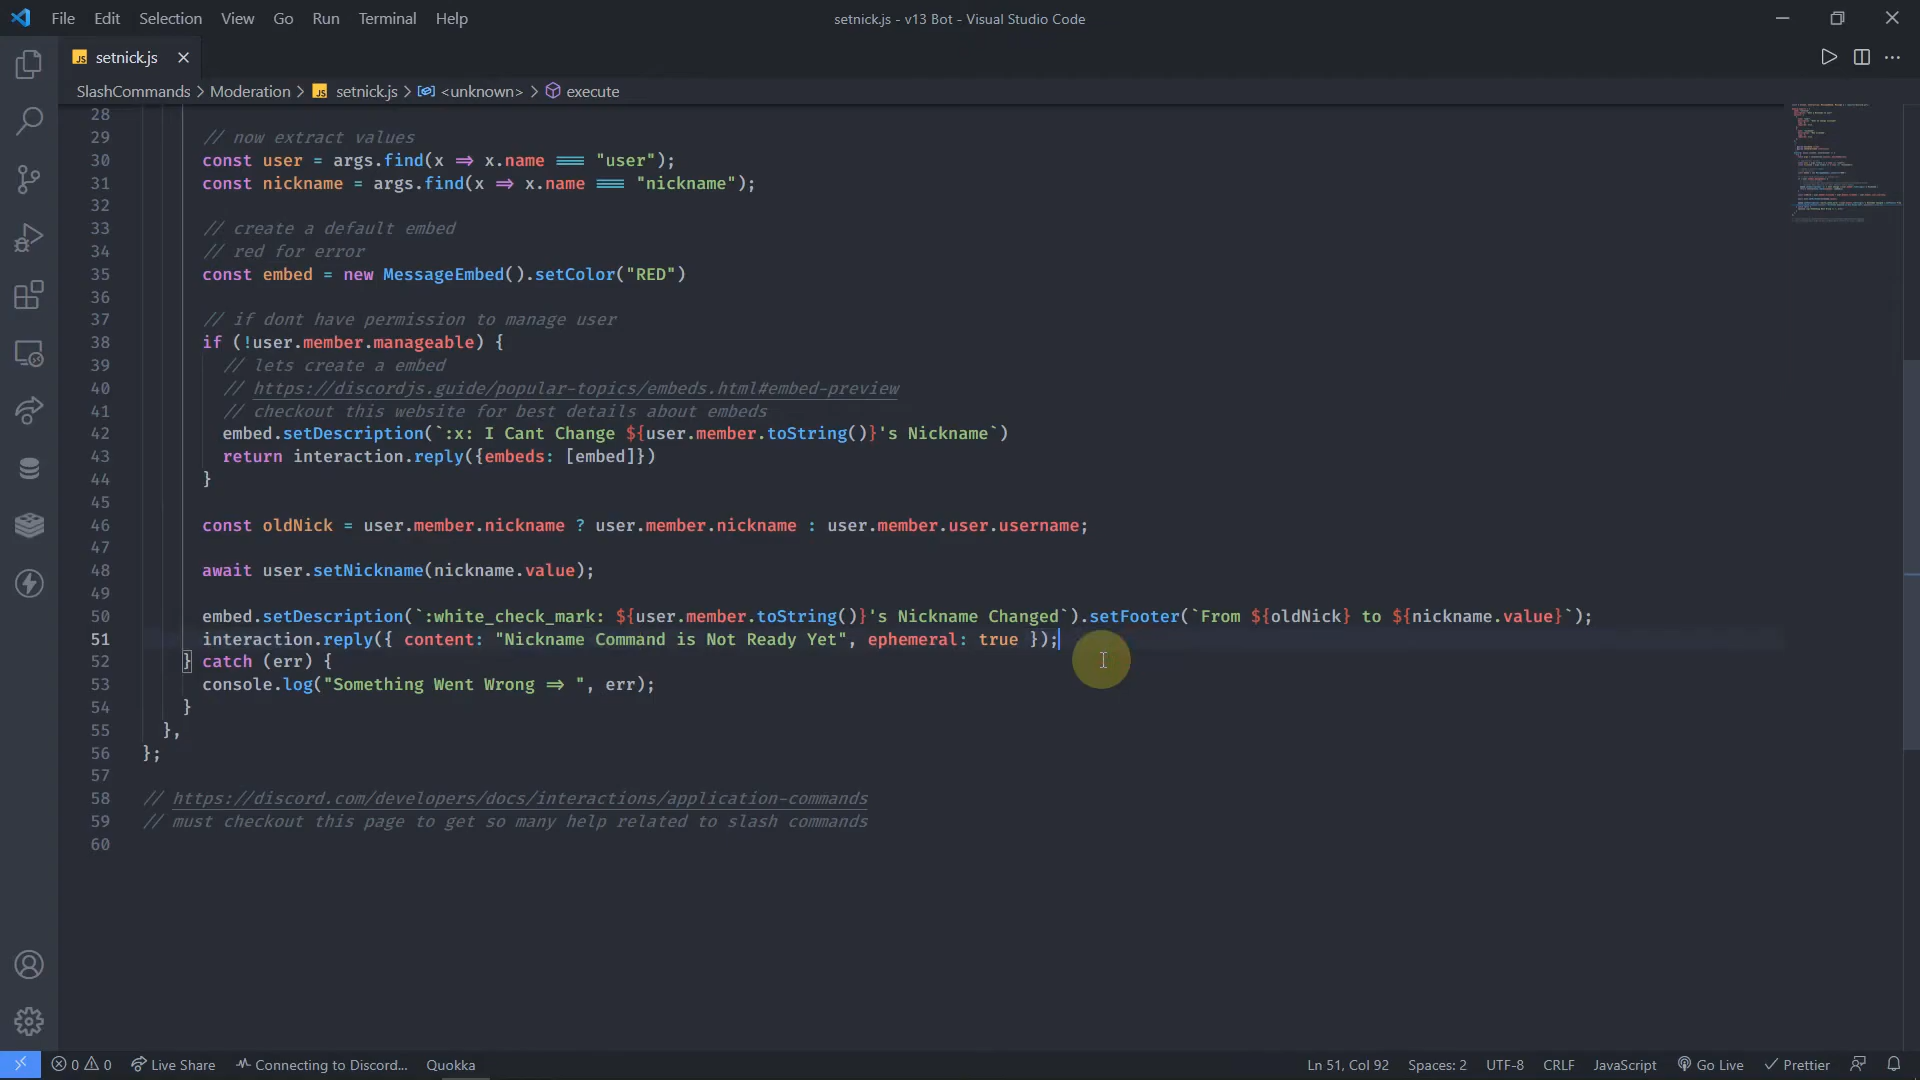 File Edit Selection View Go Run Terminal Help
setnick.js - v13 Bot - Visual Studio Code
JS setnick.js
SlashCommands > Moderation > JS setnick.js > <unknown> > execute
28
29 // now extract values
30 const user = args.find(x => x.name === "user");
31 const nickname = args.find(x => x.name === "nickname");
32
33 // create a default embed
34 // red for error
35 const embed = new MessageEmbed().setColor("RED")
36
37 // if dont have permission to manage user
38 if (!user.member.manageable) {
39 // lets create a embed
40 // https://discordjs.guide/popular-topics/embeds.html#embed-preview
41 // checkout this website for best details about embeds
42 embed.setDescription(`:x: I Cant Change ${user.member.toString()}'s Nickname`)
43 return interaction.reply({embeds: [embed]})
44 }
45
46 const oldNick = user.member.nickname ? user.member.nickname : user.member.user.username;
47
48 await user.setNickname(nickname.value);
49
50 embed.setDescription(`:white_check_mark: ${user.member.toString()}'s Nickname Changed`).setFooter(`From ${oldNick} to ${nickname.value}`);
51 interaction.reply({ content: "Nickname Command is Not Ready Yet", ephemeral: true });
52 } catch (err) {
53 console.log("Something Went Wrong => ", err);
54 }
55 },
56 };
57
58 // https://discord.com/developers/docs/interactions/application-commands
59 // must checkout this page to get so many help related to slash commands
60
0 0 Live Share Connecting to Discord... Quokka Ln 51, Col 92 Spaces: 2 UTF-8 CRLF JavaScript Go Live Prettier